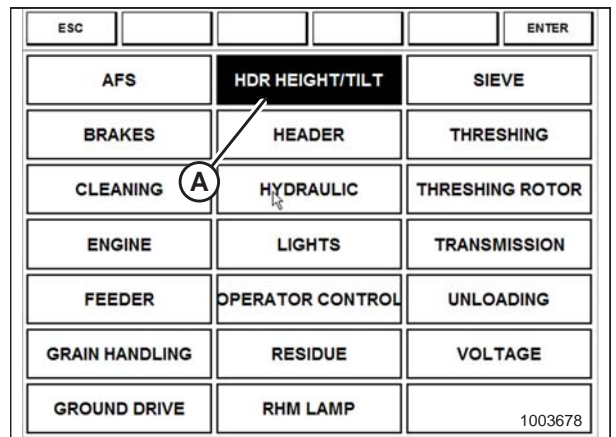 ESC ENTER
AFS HDR HEIGHT/TILT SIEVE
BRAKES HEADER THRESHING
CLEANING A HYDRAULIC THRESHING ROTOR
ENGINE LIGHTS TRANSMISSION
FEEDER OPERATOR CONTROL UNLOADING
GRAIN HANDLING RESIDUE VOLTAGE
GROUND DRIVE RHM LAMP
1003678